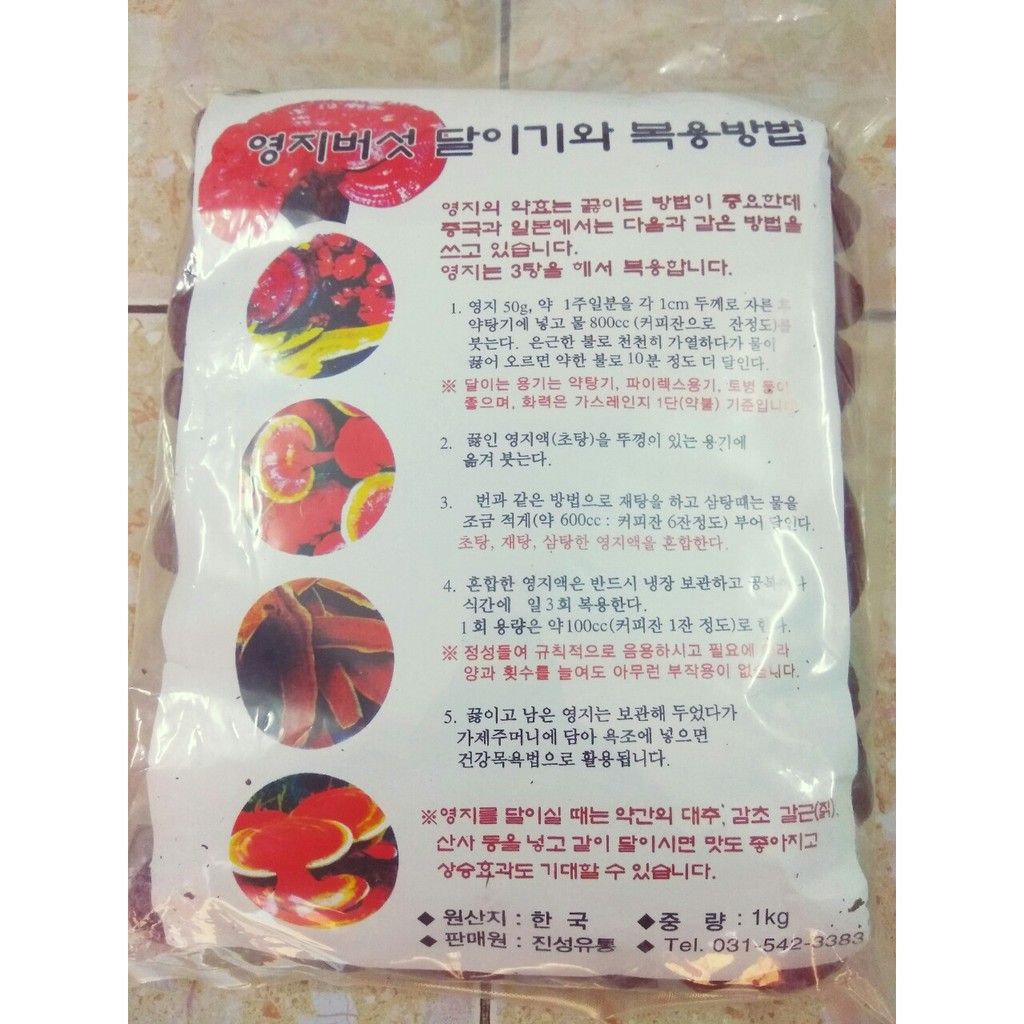 영지버섯 달이기와 복용방법
영지의 약효는 끓이는 방법이 중요한데
중국과 일본에서는 다음과 같은 방법을
쓰고 있습니다.
영지는 3탕을 해서 복용합니다.
1. 영지 50g, 약 1주일분을 각 1cm 두께로 자른 후
약탕기에 넣고 물 800cc (커피잔으로 잔정도)를
붓는다. 은근한 불로 천천히 가열하다가 물이
끓어 오르면 약한 불로 10분 정도 더 달인다.
※ 달이는 용기는 약탕기, 파이렉스용기, 토병 등이
좋으며, 화력은 가스레인지 1단(약불) 기준입니다.
2. 끓인 영지액(초탕)을 뚜껑이 있는 용기에
옮겨 붓는다.
3. 번과 같은 방법으로 재탕을 하고 삼탕때는 물을
조금 적게(약 600cc : 커피잔 6잔정도) 부어 달인다.
초탕, 재탕, 삼탕한 영지액을 혼합한다.
4. 혼합한 영지액은 반드시 냉장 보관하고
식간에 일 3 회 복용한다.
1 회 용량은 약 100cc (커피잔 1잔 정도)로 한다.
※ 정성들여 규칙적으로 음용하시고 필요에 따라
양과 횟수를 늘여도 아무런 부작용이 없습니다.
5. 끓이고 남은 영지는 보관해 두었다가
가제주머니에 담아 욕조에 넣으면
건강목욕법으로 활용됩니다.
※영지를 달이실 때는 약간의 대추, 감초 갈근(칡),
산사 등을 넣고 같이 달이시면 맛도 좋아지고
상승효과도 기대할 수 있습니다.
◆ 원산지 : 한 국 ◆ 중 량 : 1kg
◆ 판매원 : 진성유통 ◆ Tel. 031-542-3383